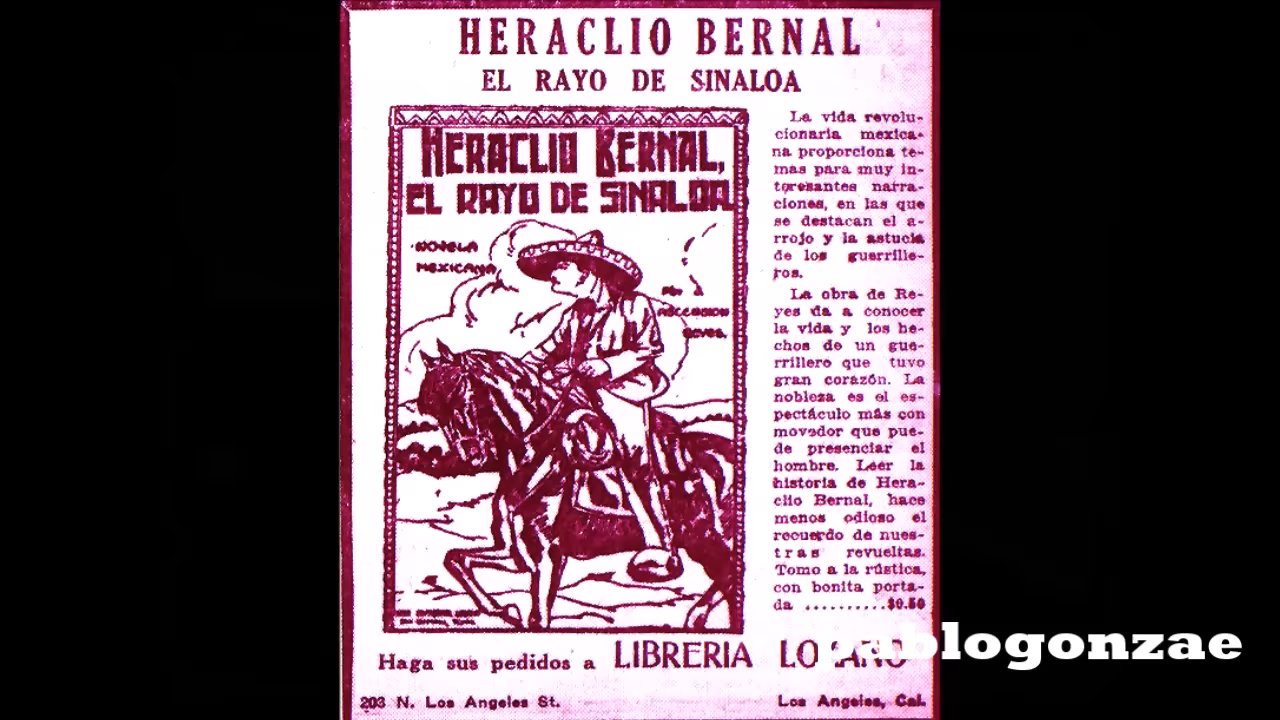 HERACLIO BERNAL
EL RAYO DE SINALOA
HERACLIO BERNAL,
EL RAYO DE SINALOA
NOVELA
MEXICANA
ASCENSION
La vida revolu-
cionaria mexica-
na proporciona te-
mas para muy in-
teresantes narra-
ciones, en las que
se destacan el a-
rrojo y la astucia
de los guerrille-
ros.
La obra de Re-
yes da a conocer
la vida y los he-
chos de un gue-
rrillero que tuvo
gran corazón. La
nobleza es el es-
pectáculo más con
movedor que pue-
de presenciar el
hombre. Leer la
historia de Hera-
clio Bernal, hace
menos odioso el
recuerdo de nues-
tras revueltas.
Tomo a la rústica,
con bonita porta-
da ..........$0.50
Haga sus pedidos a LIBRERIA LOZANO
pablogonzae
203 N. Los Angeles St. Los Angeles, Cal.